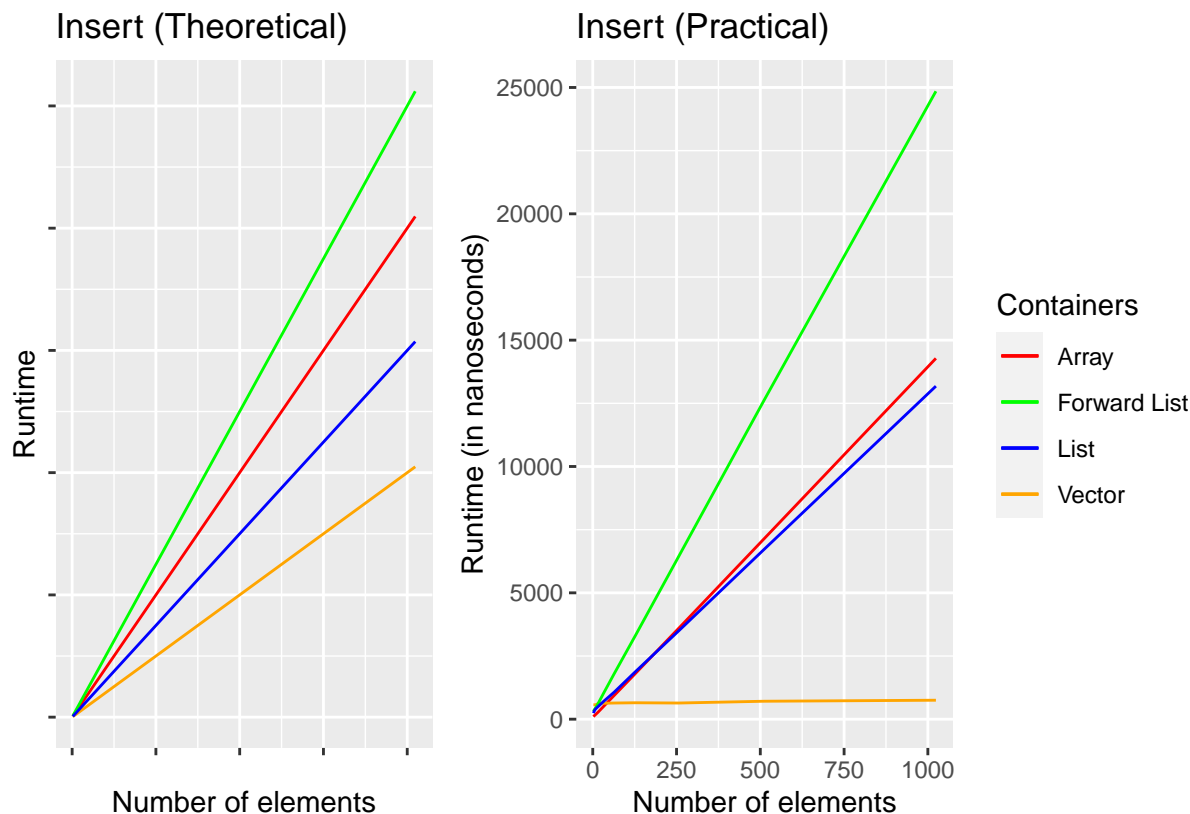 Insert (Theoretical)
Runtime
Number of elements
Insert (Practical)
Runtime (in nanoseconds)
25000
20000
15000
10000
5000
0
0 250 500 750 1000
Number of elements
Containers
Array
Forward List
List
Vector